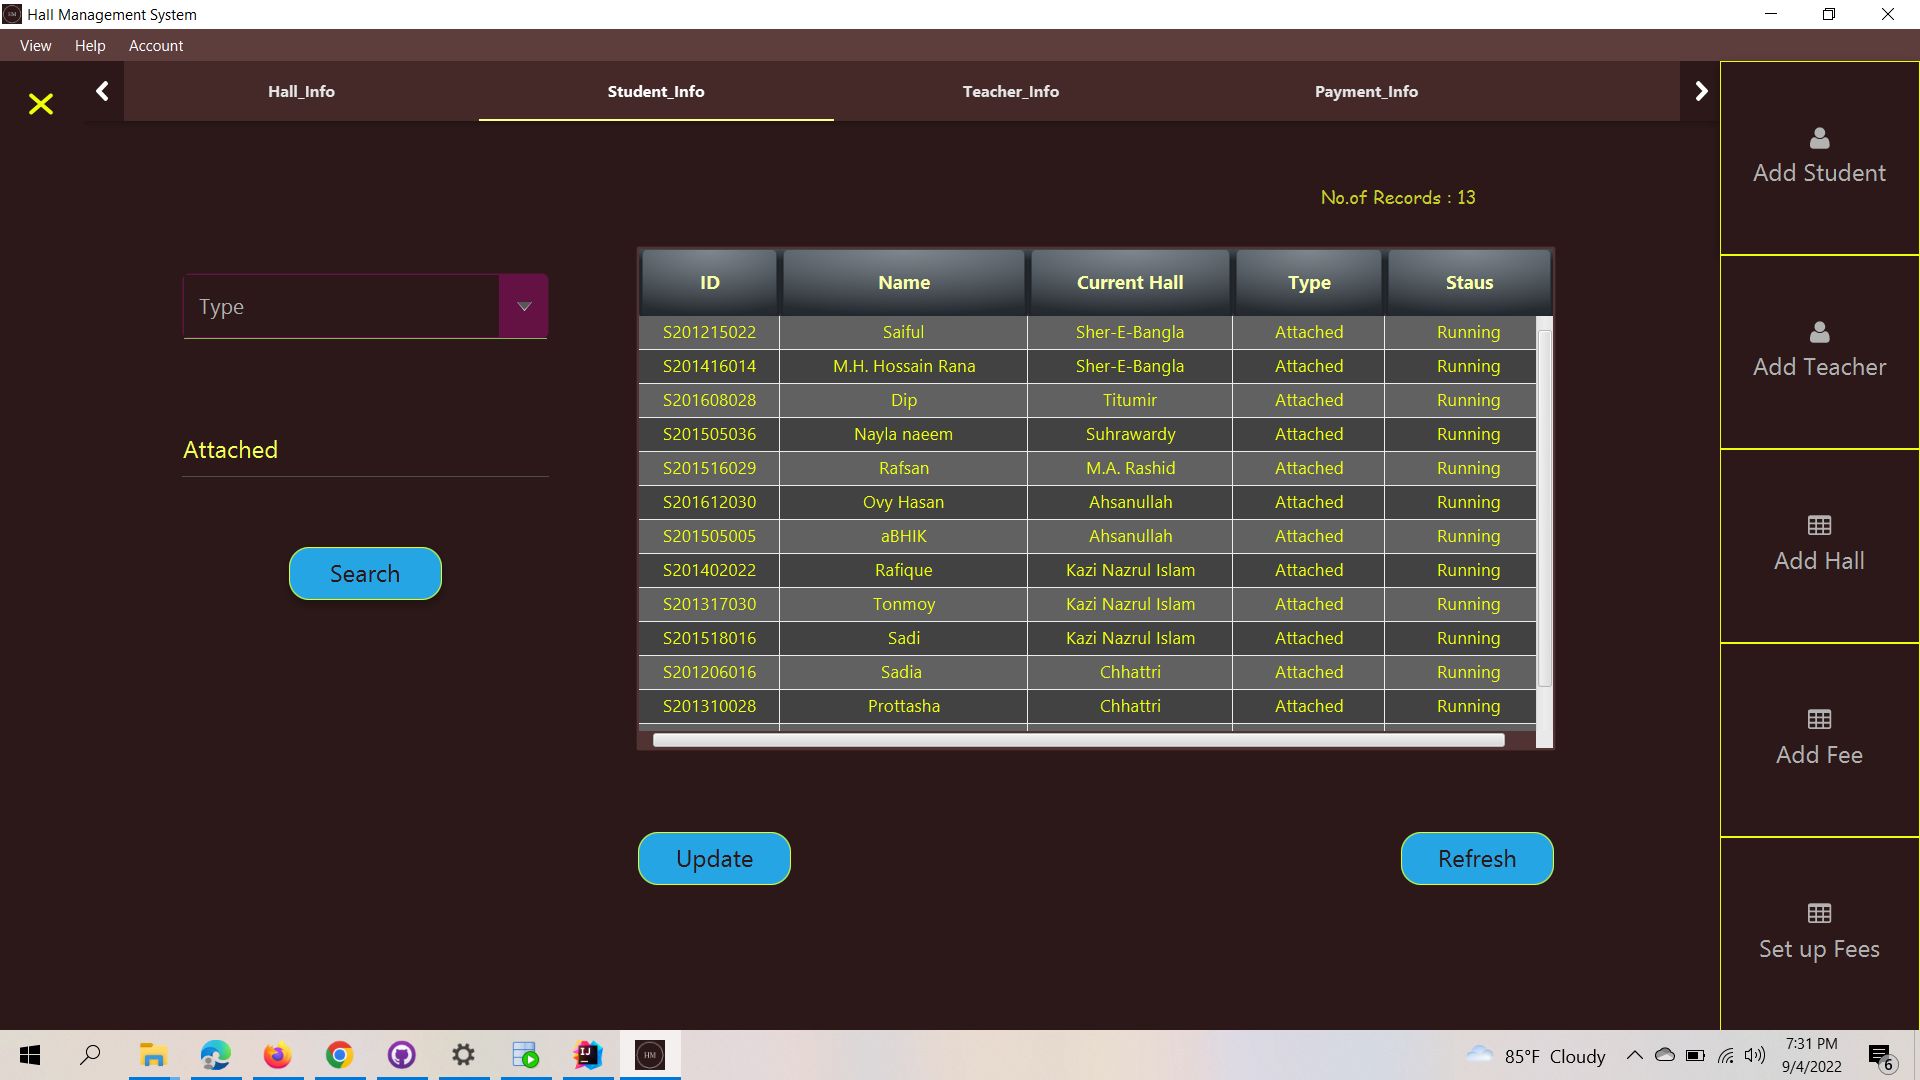 Hall Management System
View Help Account
Hall_Info Student_Info Teacher_Info Payment_Info
No.of Records : 13
Type
Attached
Search
ID Name Current Hall Type Staus
S201215022 Saiful Sher-E-Bangla Attached Running
S201416014 M.H. Hossain Rana Sher-E-Bangla Attached Running
S201608028 Dip Titumir Attached Running
S201505036 Nayla naeem Suhrawardy Attached Running
S201516029 Rafsan M.A. Rashid Attached Running
S201612030 Ovy Hasan Ahsanullah Attached Running
S201505005 aBHIK Ahsanullah Attached Running
S201402022 Rafique Kazi Nazrul Islam Attached Running
S201317030 Tonmoy Kazi Nazrul Islam Attached Running
S201518016 Sadi Kazi Nazrul Islam Attached Running
S201206016 Sadia Chhattri Attached Running
S201310028 Prottasha Chhattri Attached Running
Update Refresh
Add Student
Add Teacher
Add Hall
Add Fee
Set up Fees
IJ HM 85°F Cloudy 7:31 PM
9/4/2022 6